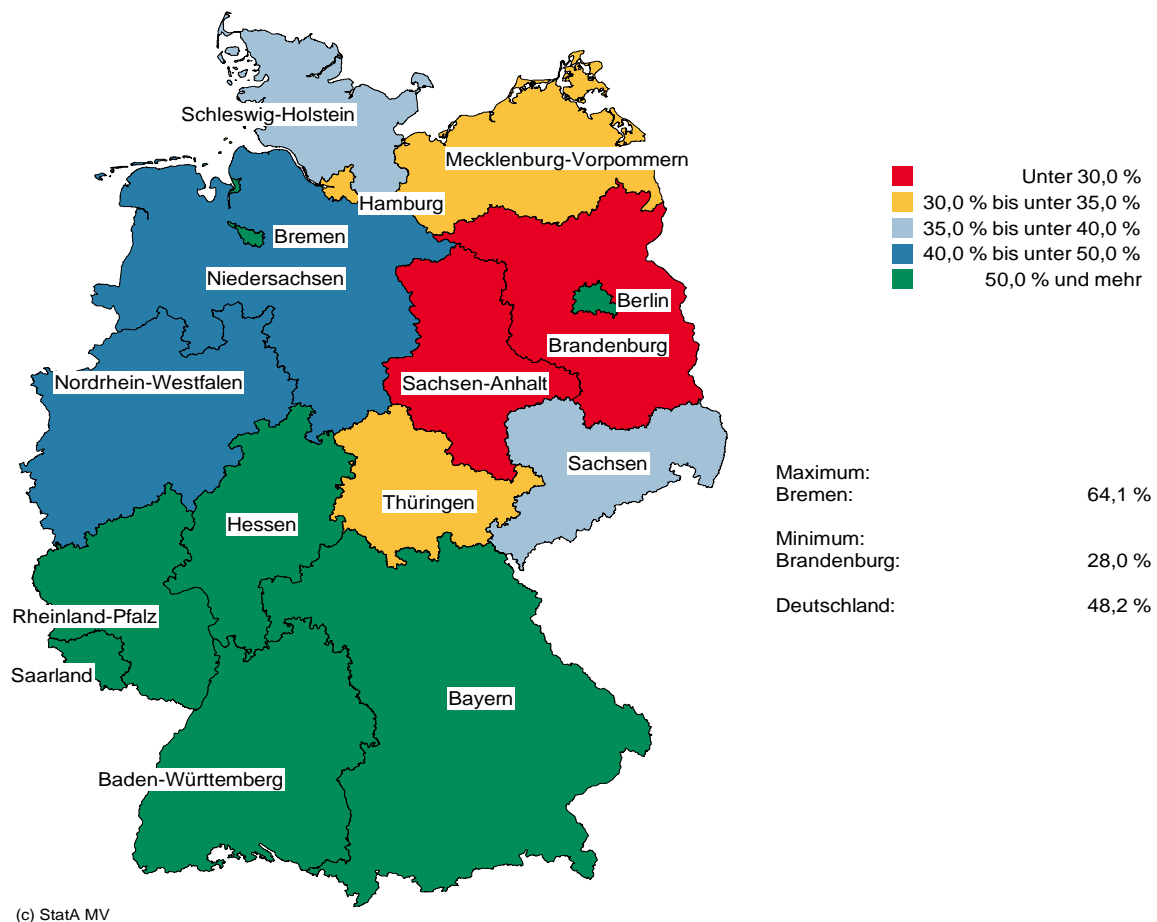 Schleswig-Holstein
Mecklenburg-Vorpommern
Hamburg
Bremen
Niedersachsen
Berlin
Brandenburg
Nordrhein-Westfalen
Sachsen-Anhalt
Sachsen
Thüringen
Hessen
Rheinland-Pfalz
Saarland
Bayern
Baden-Württemberg
Unter 30,0 %
30,0 % bis unter 35,0 %
35,0 % bis unter 40,0 %
40,0 % bis unter 50,0 %
50,0 % und mehr
Maximum:
Bremen: 64,1 %
Minimum:
Brandenburg: 28,0 %
Deutschland: 48,2 %
(c) StatA MV